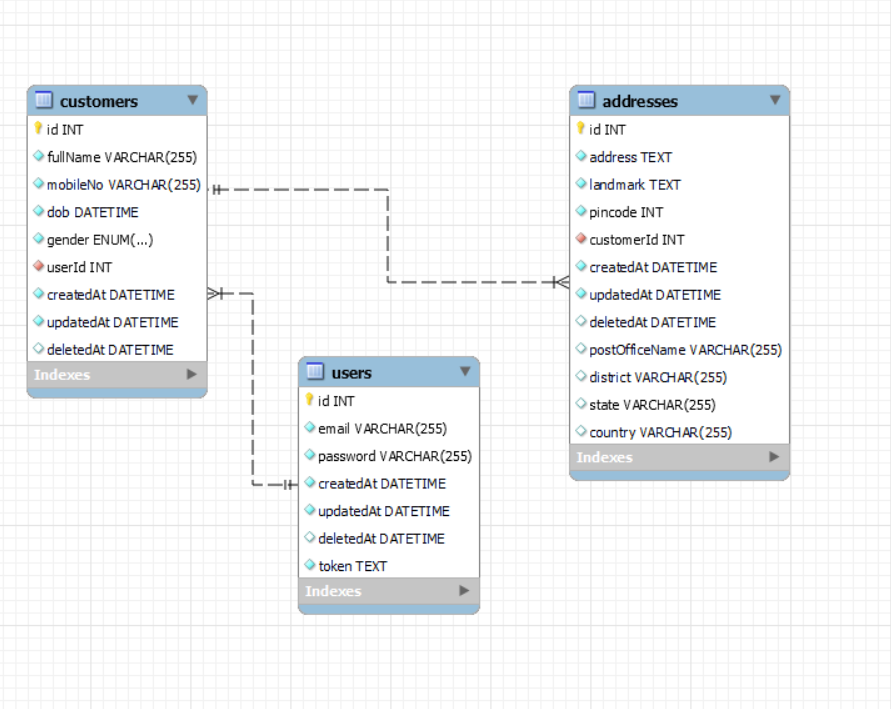 customers
id INT
fullName VARCHAR(255)
mobileNo VARCHAR(255)
dob DATETIME
gender ENUM(...)
userId INT
createdAt DATETIME
updatedAt DATETIME
deletedAt DATETIME
Indexes
users
id INT
email VARCHAR(255)
password VARCHAR(255)
createdAt DATETIME
updatedAt DATETIME
deletedAt DATETIME
token TEXT
Indexes
addresses
id INT
address TEXT
landmark TEXT
pincode INT
customerId INT
createdAt DATETIME
updatedAt DATETIME
deletedAt DATETIME
postOfficeName VARCHAR(255)
district VARCHAR(255)
state VARCHAR(255)
country VARCHAR(255)
Indexes